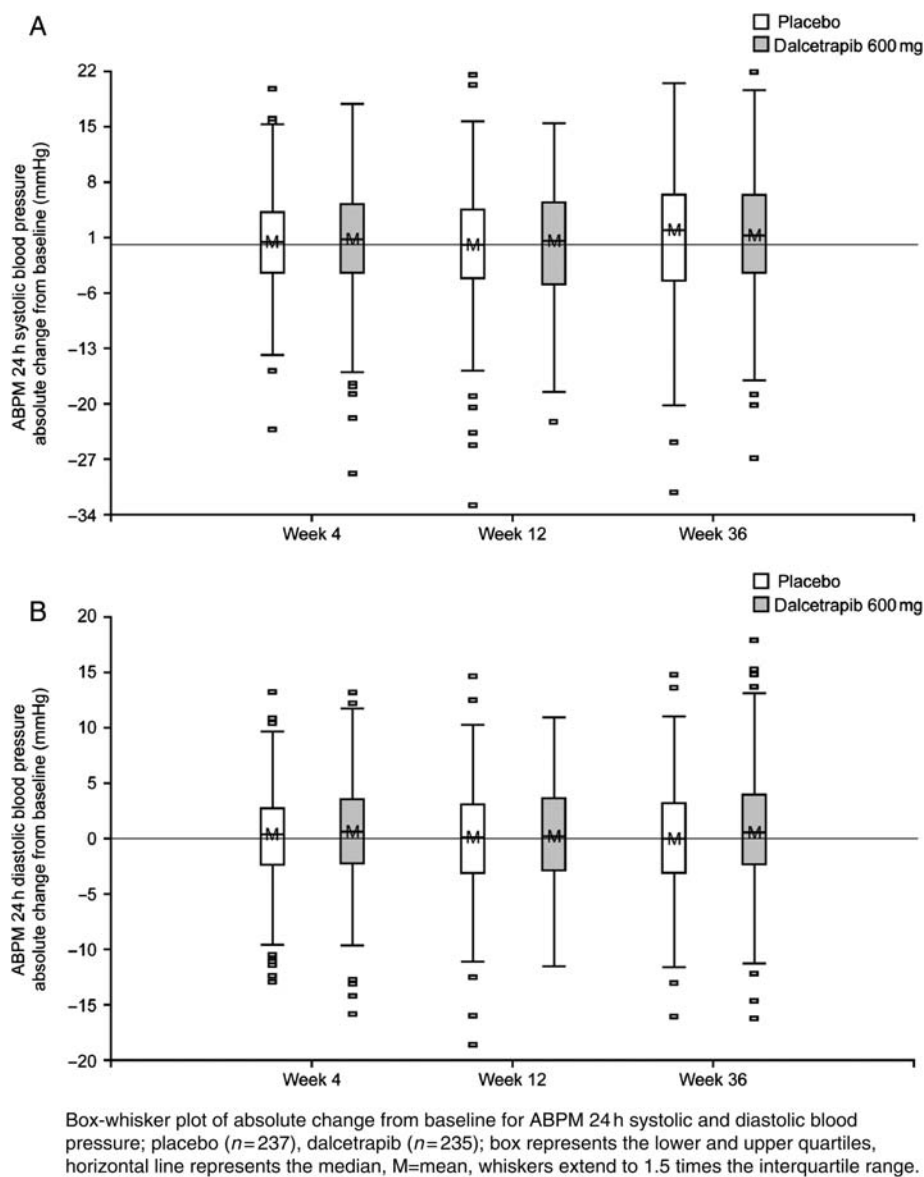 A
Placebo
Dalcetrapib 600 mg
ABPM 24 h systolic blood pressure
absolute change from baseline (mmHg)
22
15
8
1
−6
−13
−20
−27
−34
M M M M M M
Week 4 Week 12 Week 36
B
Placebo
Dalcetrapib 600 mg
ABPM 24 h diastolic blood pressure
absolute change from baseline (mmHg)
20
15
10
5
0
−5
−10
−15
−20
M M M M M M
Week 4 Week 12 Week 36
Box-whisker plot of absolute change from baseline for ABPM 24 h systolic and diastolic blood
pressure; placebo (n=237), dalcetrapib (n=235); box represents the lower and upper quartiles,
horizontal line represents the median, M=mean, whiskers extend to 1.5 times the interquartile range.